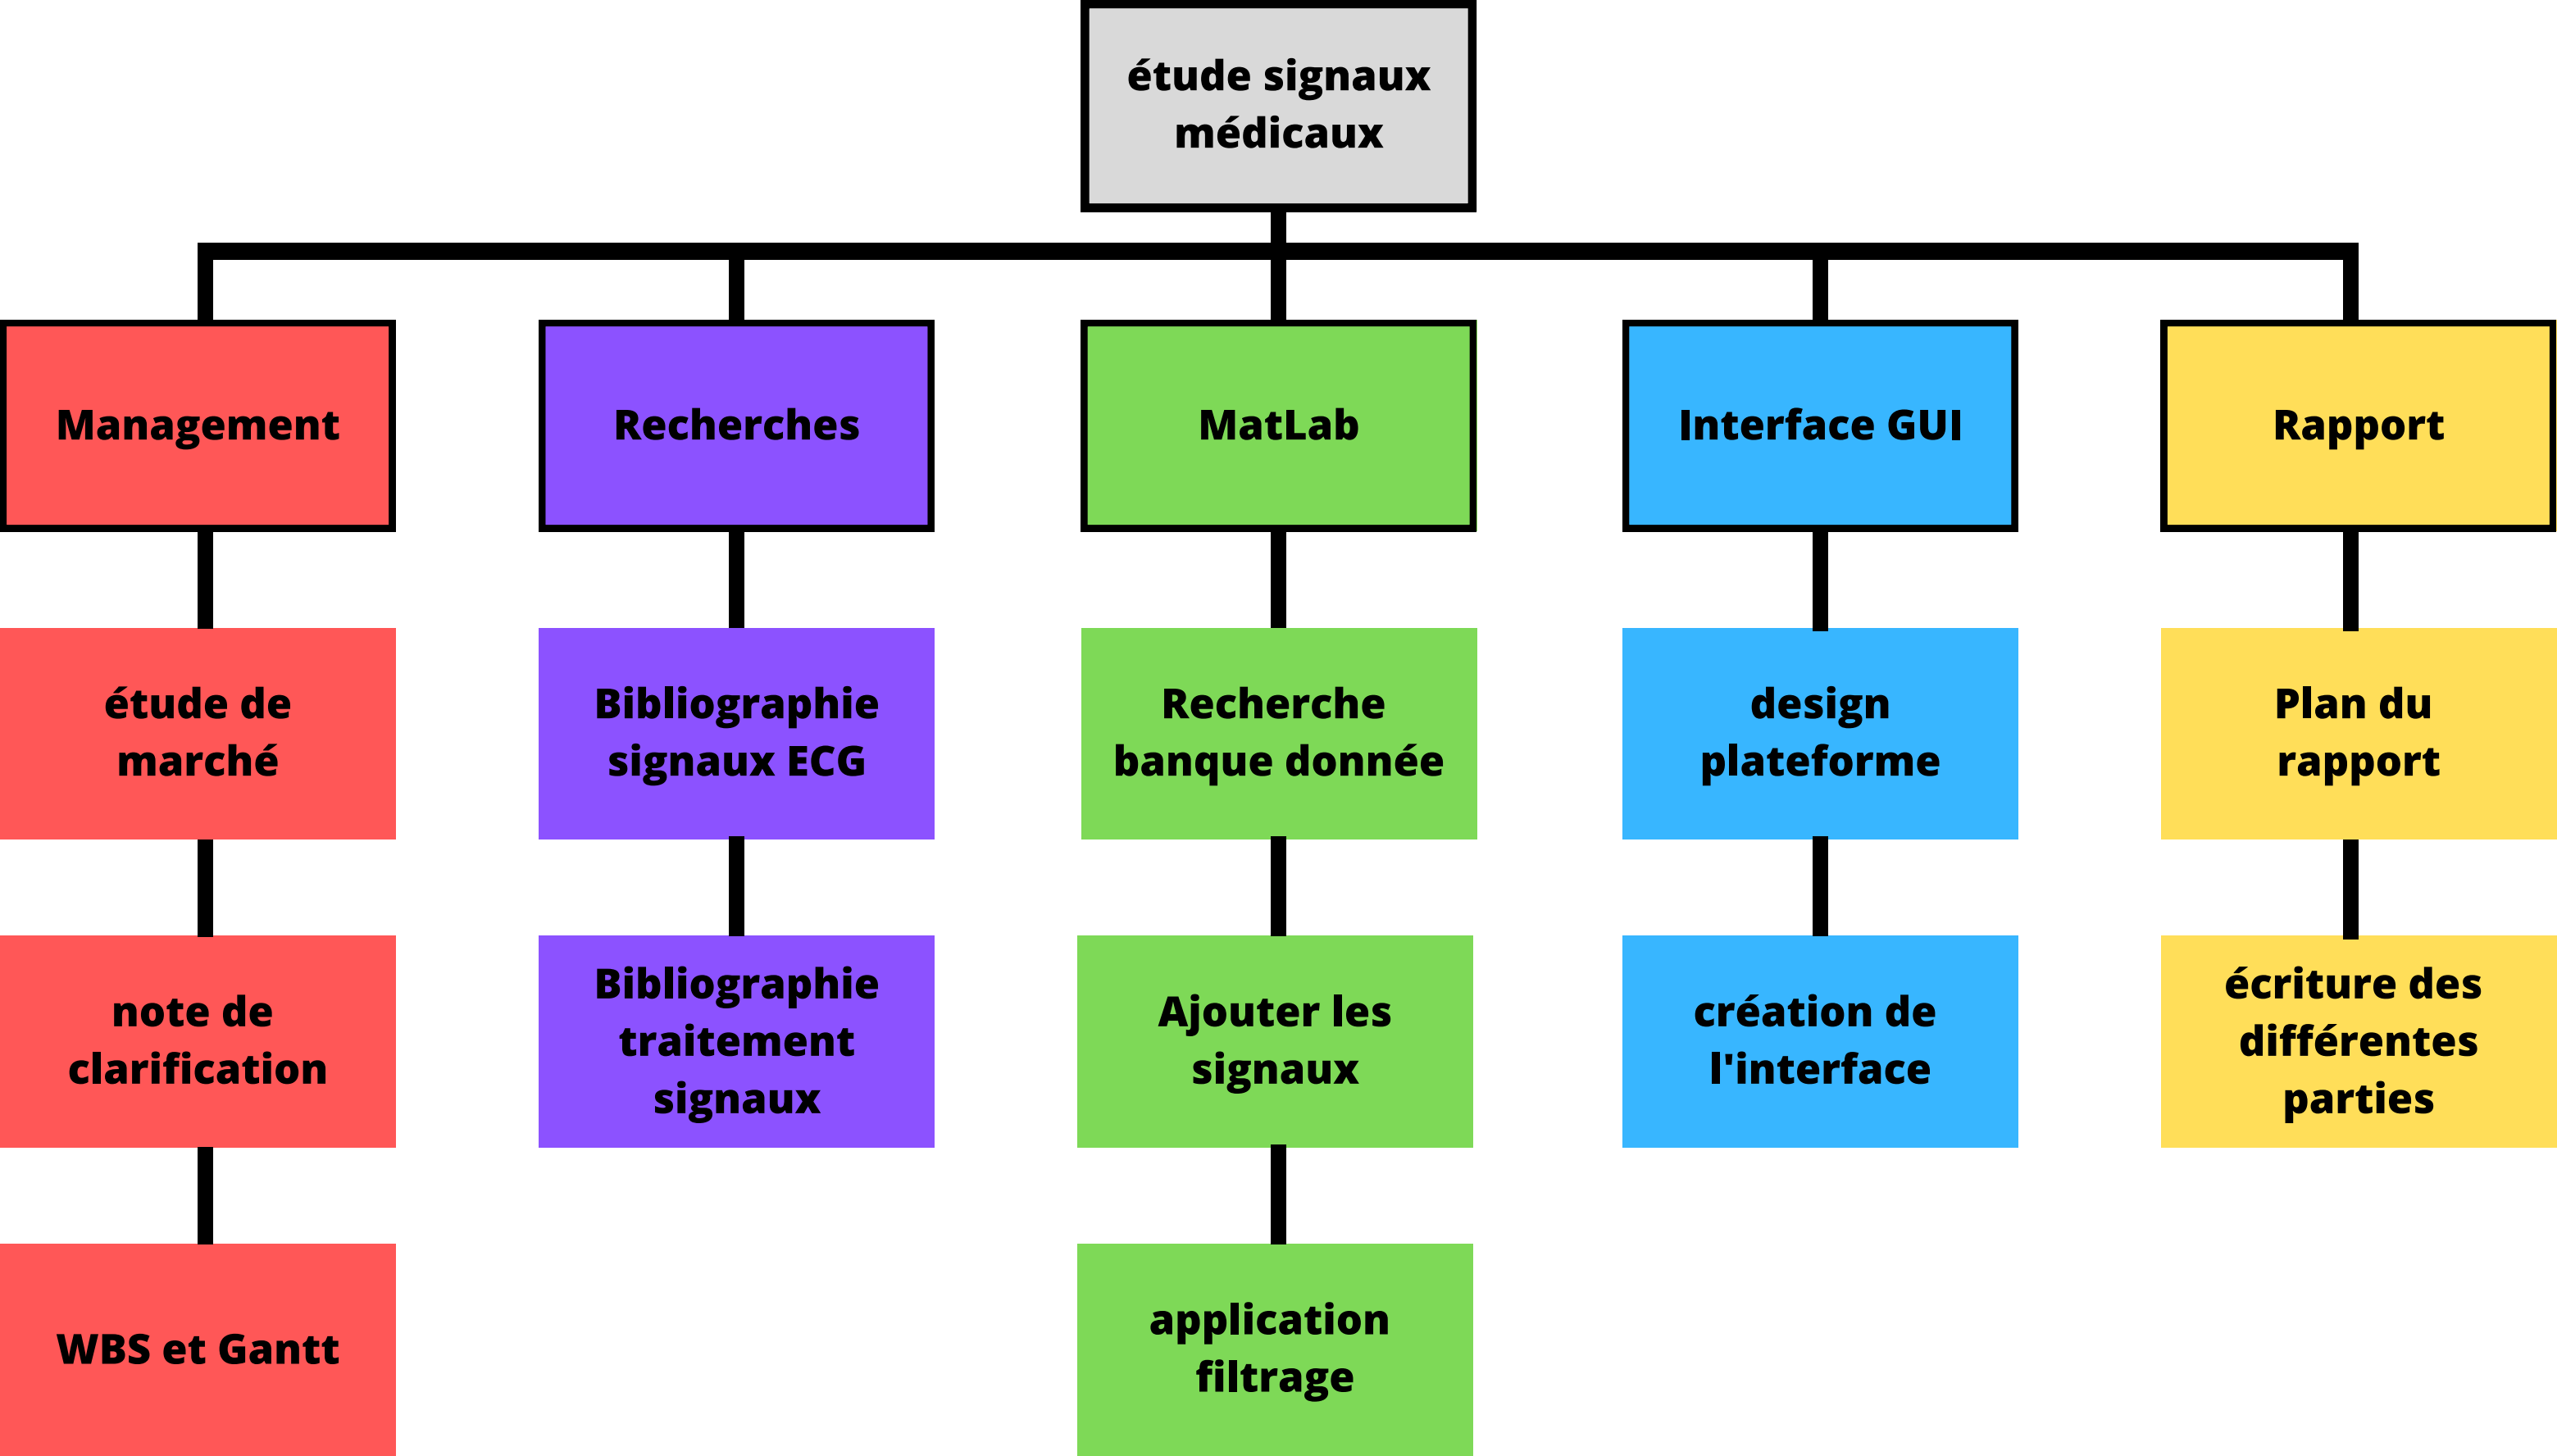 étude signaux
médicaux
Management
Recherches
MatLab
Interface GUI
Rapport
étude de
marché
Bibliographie
signaux ECG
Recherche
banque donnée
design
plateforme
Plan du
rapport
note de
clarification
Bibliographie
traitement
signaux
Ajouter les
signaux
création de
l'interface
écriture des
différentes
parties
WBS et Gantt
application
filtrage